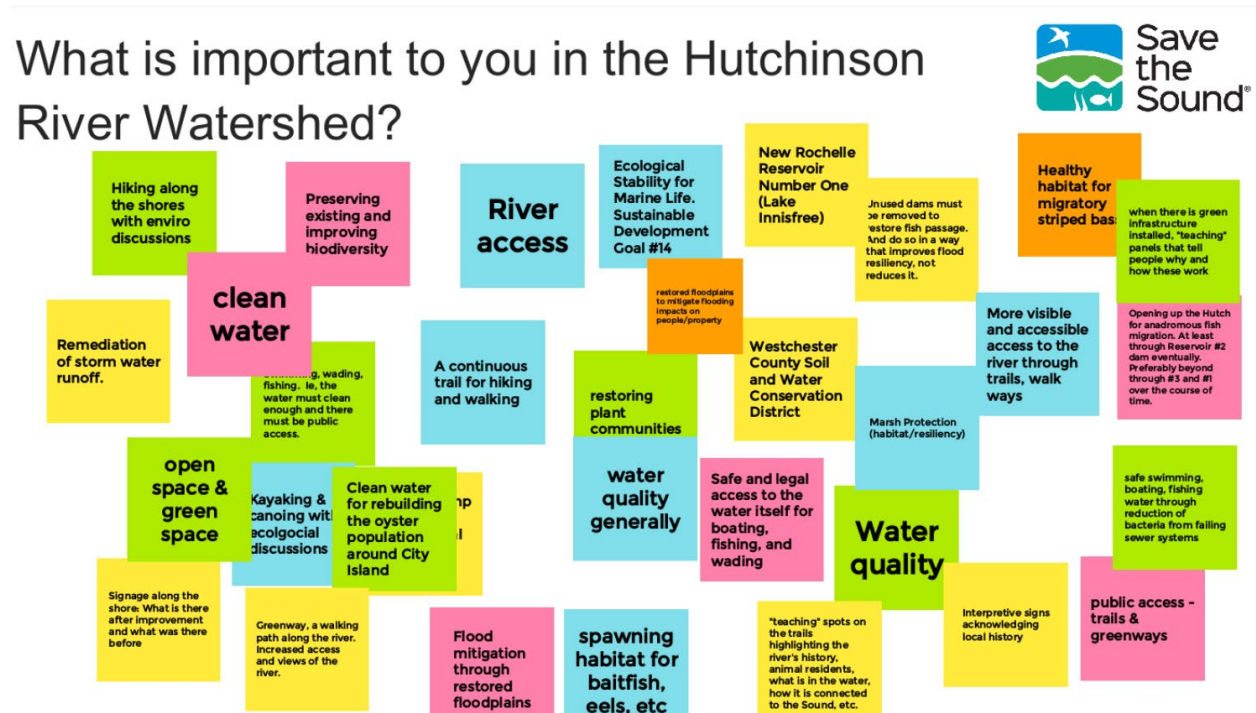 What is important to you in the Hutchinson
River Watershed?
Save
the
Sound®
Hiking along
the shores
with enviro
discussions
Preserving
existing and
improving
biodiversity
River
access
Ecological
Stability for
Marine Life.
Sustainable
Development
Goal #14
New Rochelle
Reservoir
Number One
(Lake
Innisfree)
Unused dams must
be removed to
restore fish passage.
And do so in a way
that improves flood
resiliency, not
reduces it.
Healthy
habitat for
migratory
striped bass
when there is green
infrastructure
installed, "teaching"
panels that tell
people why and
how these work
clean
water
restored floodplains
to mitigate flooding
impacts on
people/property
Remediation
of storm water
runoff.
Swimming, wading,
fishing. Ie, the
water must clean
enough and there
must be public
access.
A continuous
trail for hiking
and walking
restoring
plant
communities
Westchester
County Soil
and Water
Conservation
District
More visible
and accessible
access to the
river through
trails, walk
ways
Opening up the Hutch
for anadromous fish
migration. At least
through Reservoir #2
dam eventually.
Preferably beyond
through #3 and #1
over the course of
time.
Marsh Protection
(habitat/resiliency)
open
space &
green
space
Kayaking &
canoing with
ecolgocial
discussions
Clean water
for rebuilding
the oyster
population
around City
Island
water
quality
generally
Safe and legal
access to the
water itself for
boating,
fishing, and
wading
Water
quality
safe swimming,
boating, fishing
water through
reduction of
bacteria from failing
sewer systems
Signage along the
shore: What is there
after improvement
and what was there
before
Greenway, a walking
path along the river.
Increased access
and views of the
river.
Flood
mitigation
through
restored
floodplains
spawning
habitat for
baitfish,
eels, etc
"teaching" spots on
the trails
highlighting the
river's history,
animal residents,
what is in the water,
how it is connected
to the Sound, etc.
Interpretive signs
acknowledging
local history
public access -
trails &
greenways